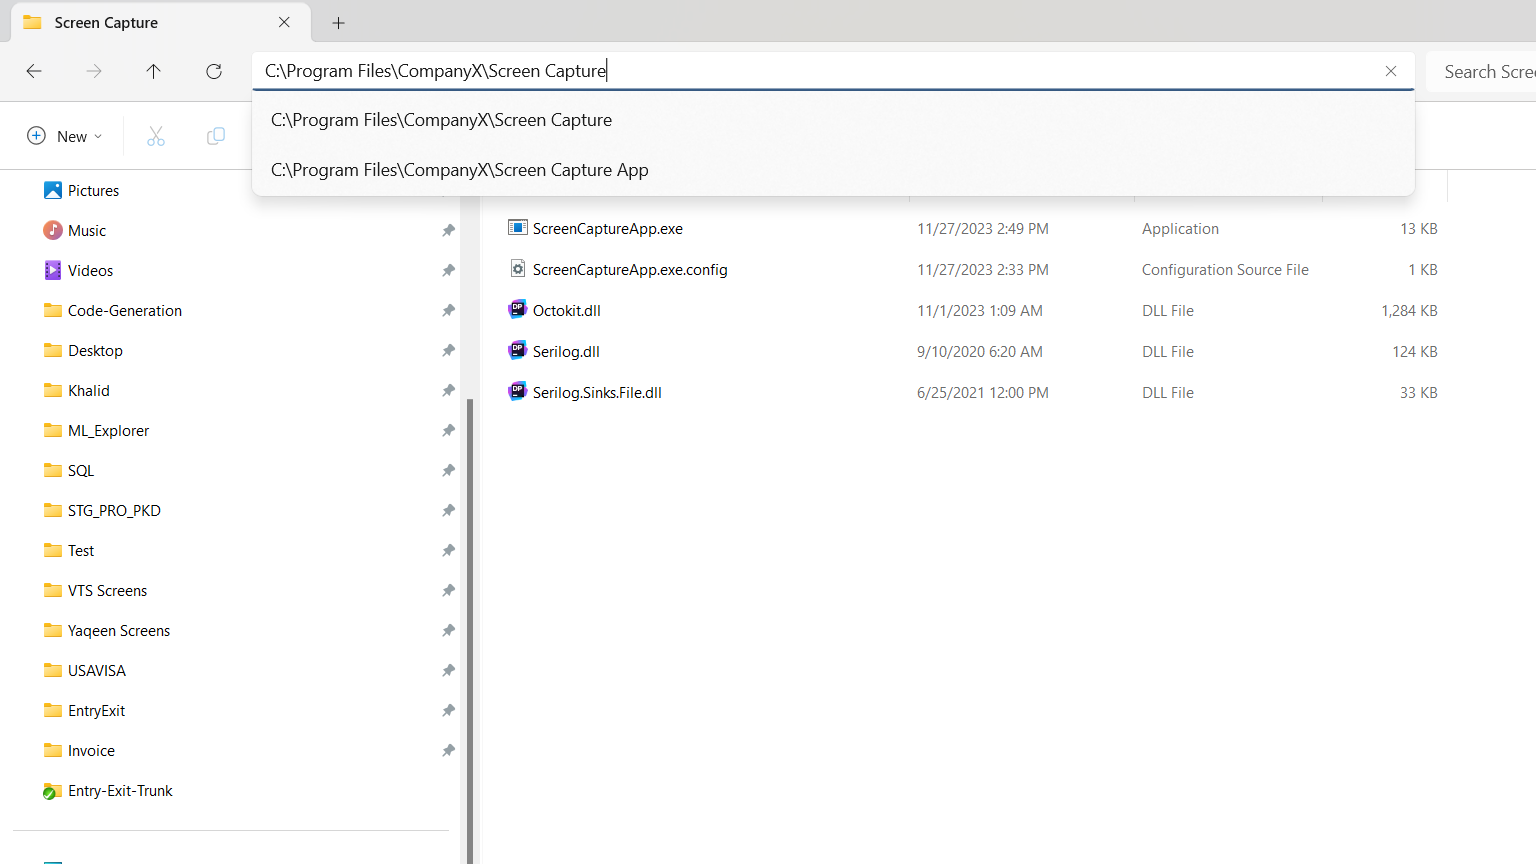 Screen Capture
C:\Program Files\CompanyX\Screen Capture
Search Scree
New
C:\Program Files\CompanyX\Screen Capture
C:\Program Files\CompanyX\Screen Capture App
Pictures
Music
Videos
Code-Generation
Desktop
Khalid
ML_Explorer
SQL
STG_PRO_PKD
Test
VTS Screens
Yaqeen Screens
USAVISA
EntryExit
Invoice
Entry-Exit-Trunk
ScreenCaptureApp.exe 11/27/2023 2:49 PM Application 13 KB
ScreenCaptureApp.exe.config 11/27/2023 2:33 PM Configuration Source File 1 KB
Octokit.dll 11/1/2023 1:09 AM DLL File 1,284 KB
Serilog.dll 9/10/2020 6:20 AM DLL File 124 KB
Serilog.Sinks.File.dll 6/25/2021 12:00 PM DLL File 33 KB